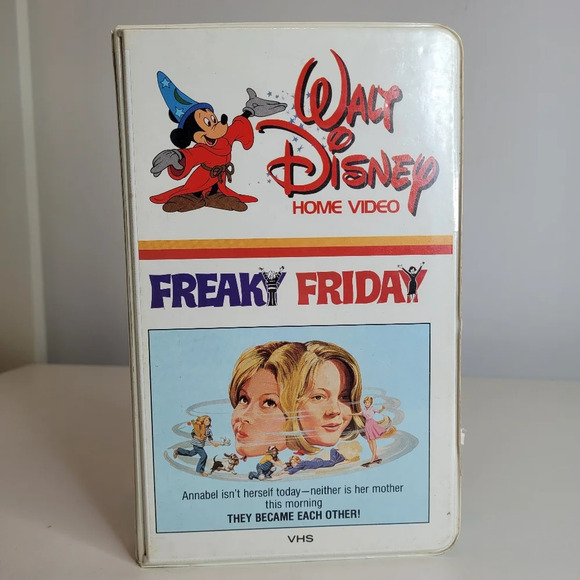 WALT
DISNEY
HOME VIDEO
FREAKY FRIDAY
Annabel isn't herself today—neither is her mother
this morning
THEY BECAME EACH OTHER!
VHS